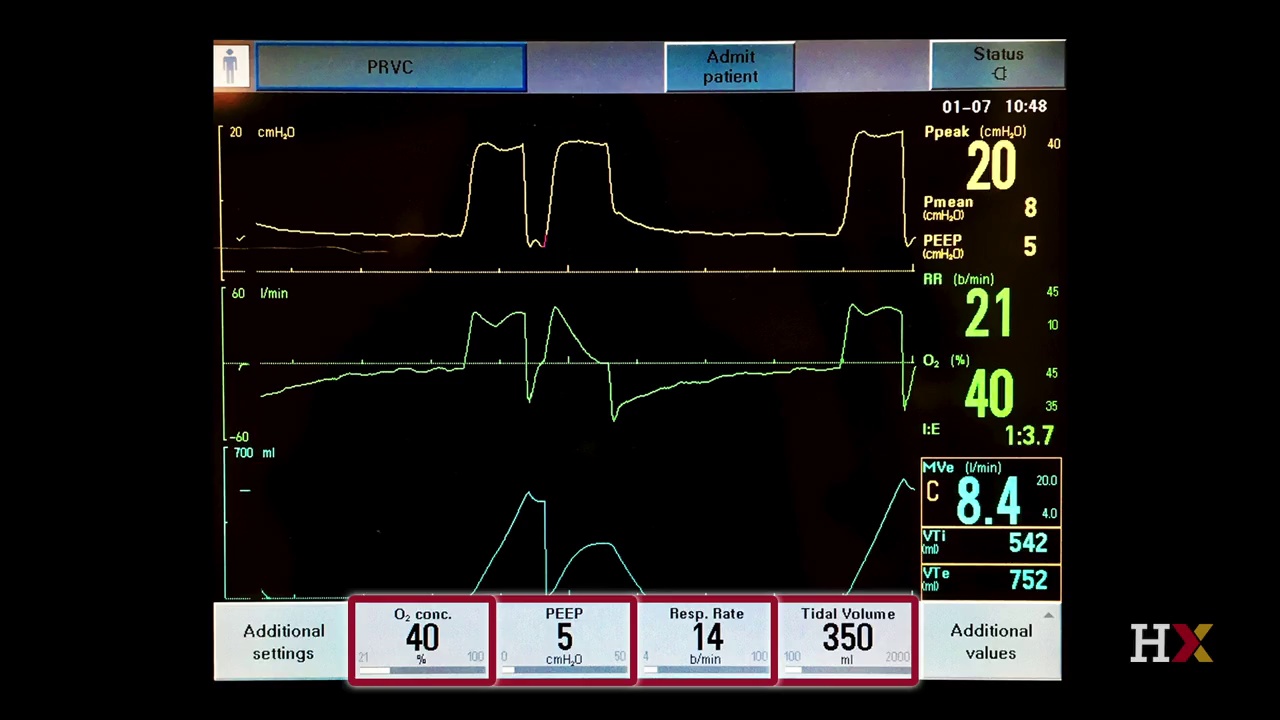 PRVC
Admit
patient
Status
01-07 10:48
20 cmH₂O
Ppeak (cmH₂O)
20
40
Pmean
(cmH₂O)
8
PEEP
(cmH₂O)
5
60 l/min
-60
RR (b/min)
21
45
10
O₂ (%)
40
45
35
I:E
1:3.7
700 ml
MVe (l/min)
C 8.4
20.0
4.0
VTi
(ml)
542
VTe
(ml)
752
Additional
settings
O₂ conc.
40
21 % 100
PEEP
5
0 cmH₂O 50
Resp. Rate
14
4 b/min 100
Tidal Volume
350
100 ml 2000
Additional
values
HX